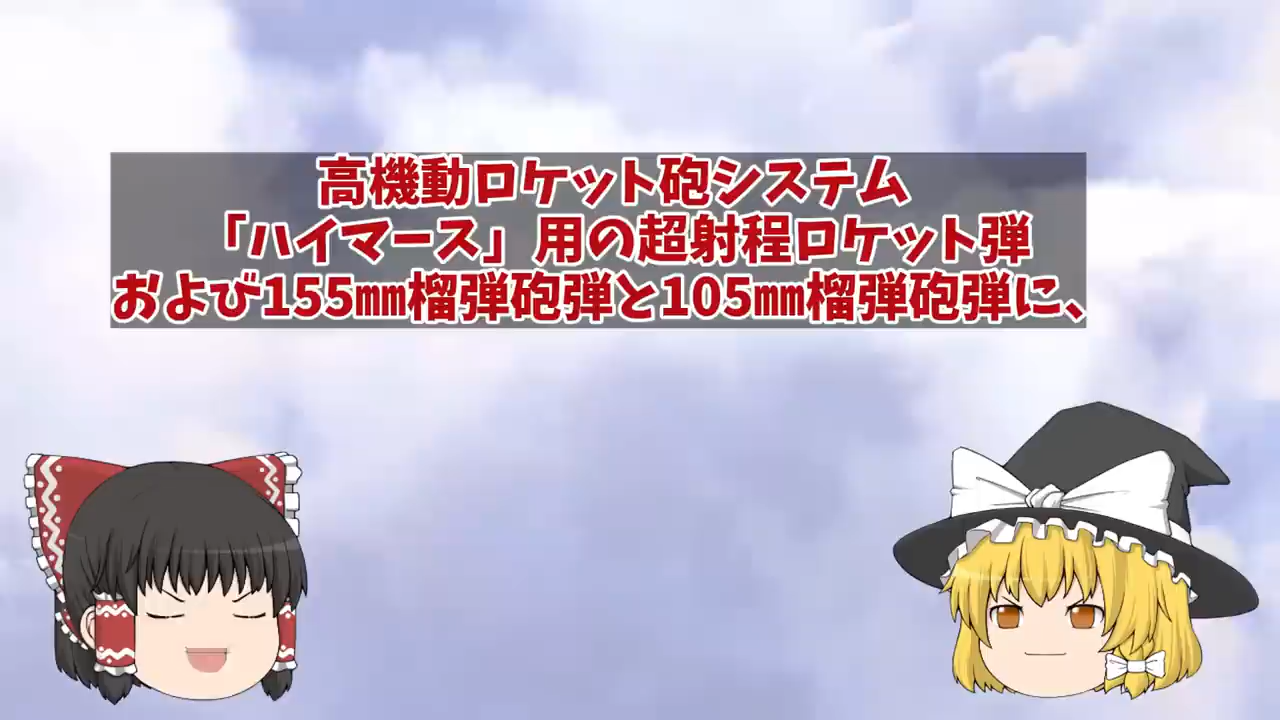 高機動ロケット砲システム
「ハイマース」用の超射程ロケット弾
および155㎜榴弾砲弾と105㎜榴弾砲弾に、